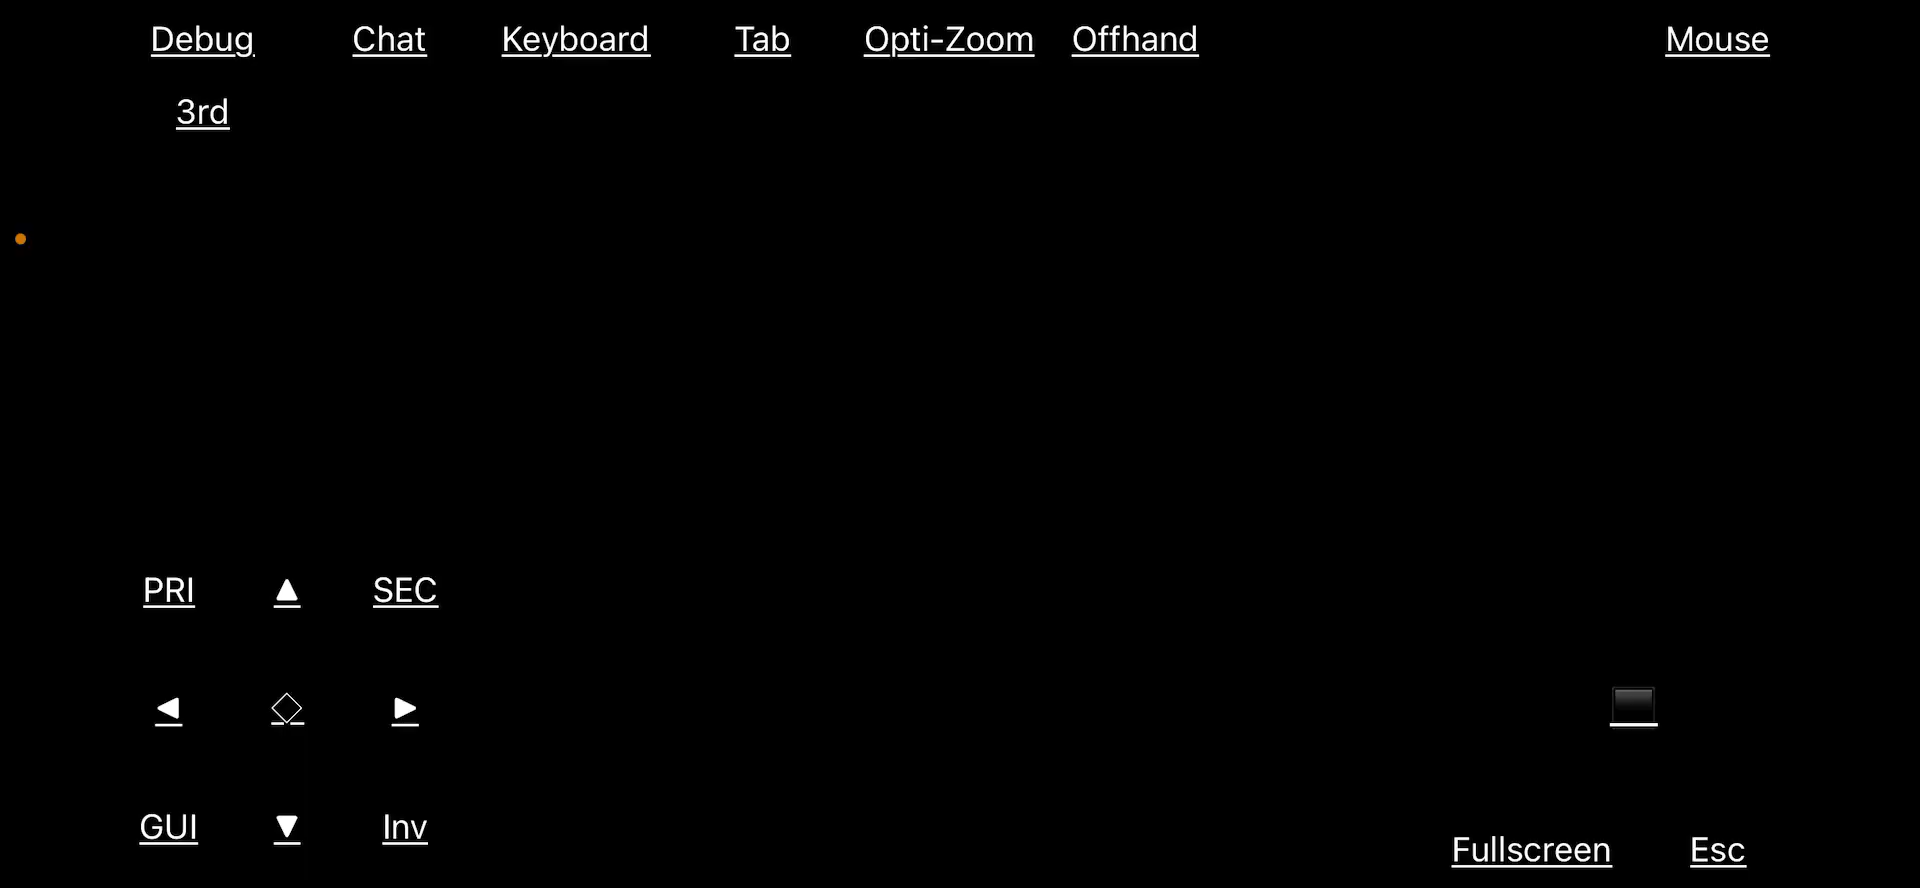 Debug Chat Keyboard Tab Opti-Zoom Offhand Mouse
3rd
PRI ▲ SEC
◀ ◇ ▶ ⬛
GUI ▼ Inv
Fullscreen Esc